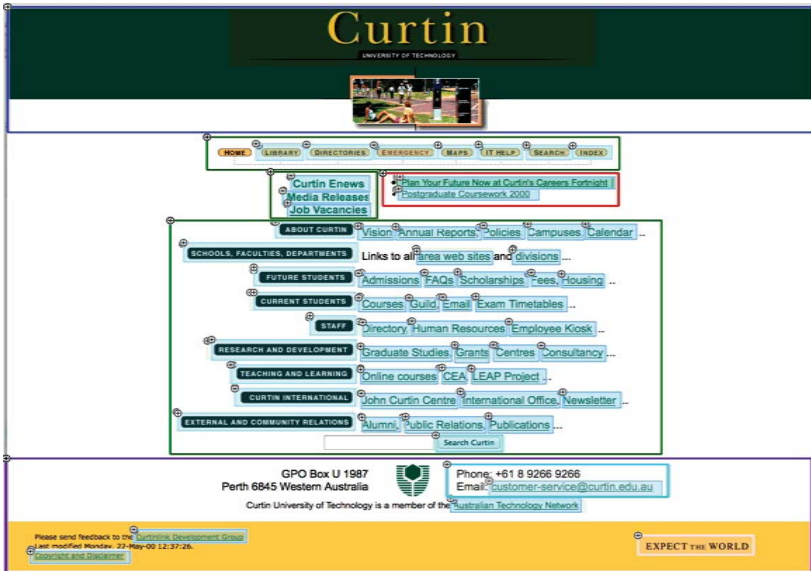 Curtin
UNIVERSITY OF TECHNOLOGY
HOME LIBRARY DIRECTORIES EMERGENCY MAPS IT HELP SEARCH INDEX
Curtin Enews
Media Releases
Job Vacancies
Plan Your Future Now at Curtin's Careers Fortnight
Postgraduate Coursework 2000
ABOUT CURTIN Vision Annual Reports, Policies, Campuses, Calendar ...
SCHOOLS, FACULTIES, DEPARTMENTS Links to all area web sites and divisions ...
FUTURE STUDENTS Admissions FAQs Scholarships Fees, Housing ...
CURRENT STUDENTS Courses, Guild, Email Exam Timetables ...
STAFF Directory, Human Resources Employee Kiosk ...
RESEARCH AND DEVELOPMENT Graduate Studies, Grants Centres Consultancy ...
TEACHING AND LEARNING Online courses CEA, LEAP Project ...
CURTIN INTERNATIONAL John Curtin Centre International Office, Newsletter ...
EXTERNAL AND COMMUNITY RELATIONS Alumni, Public Relations, Publications ...
Search Curtin
GPO Box U 1987
Perth 6845 Western Australia
Phone: +61 8 9266 9266
Email: customer-service@curtin.edu.au
Curtin University of Technology is a member of the Australian Technology Network
Please send feedback to the Curtinlink Development Group
Last modified Monday, 22-May-00 12:37:26.
Copyright and Disclaimer
EXPECT THE WORLD